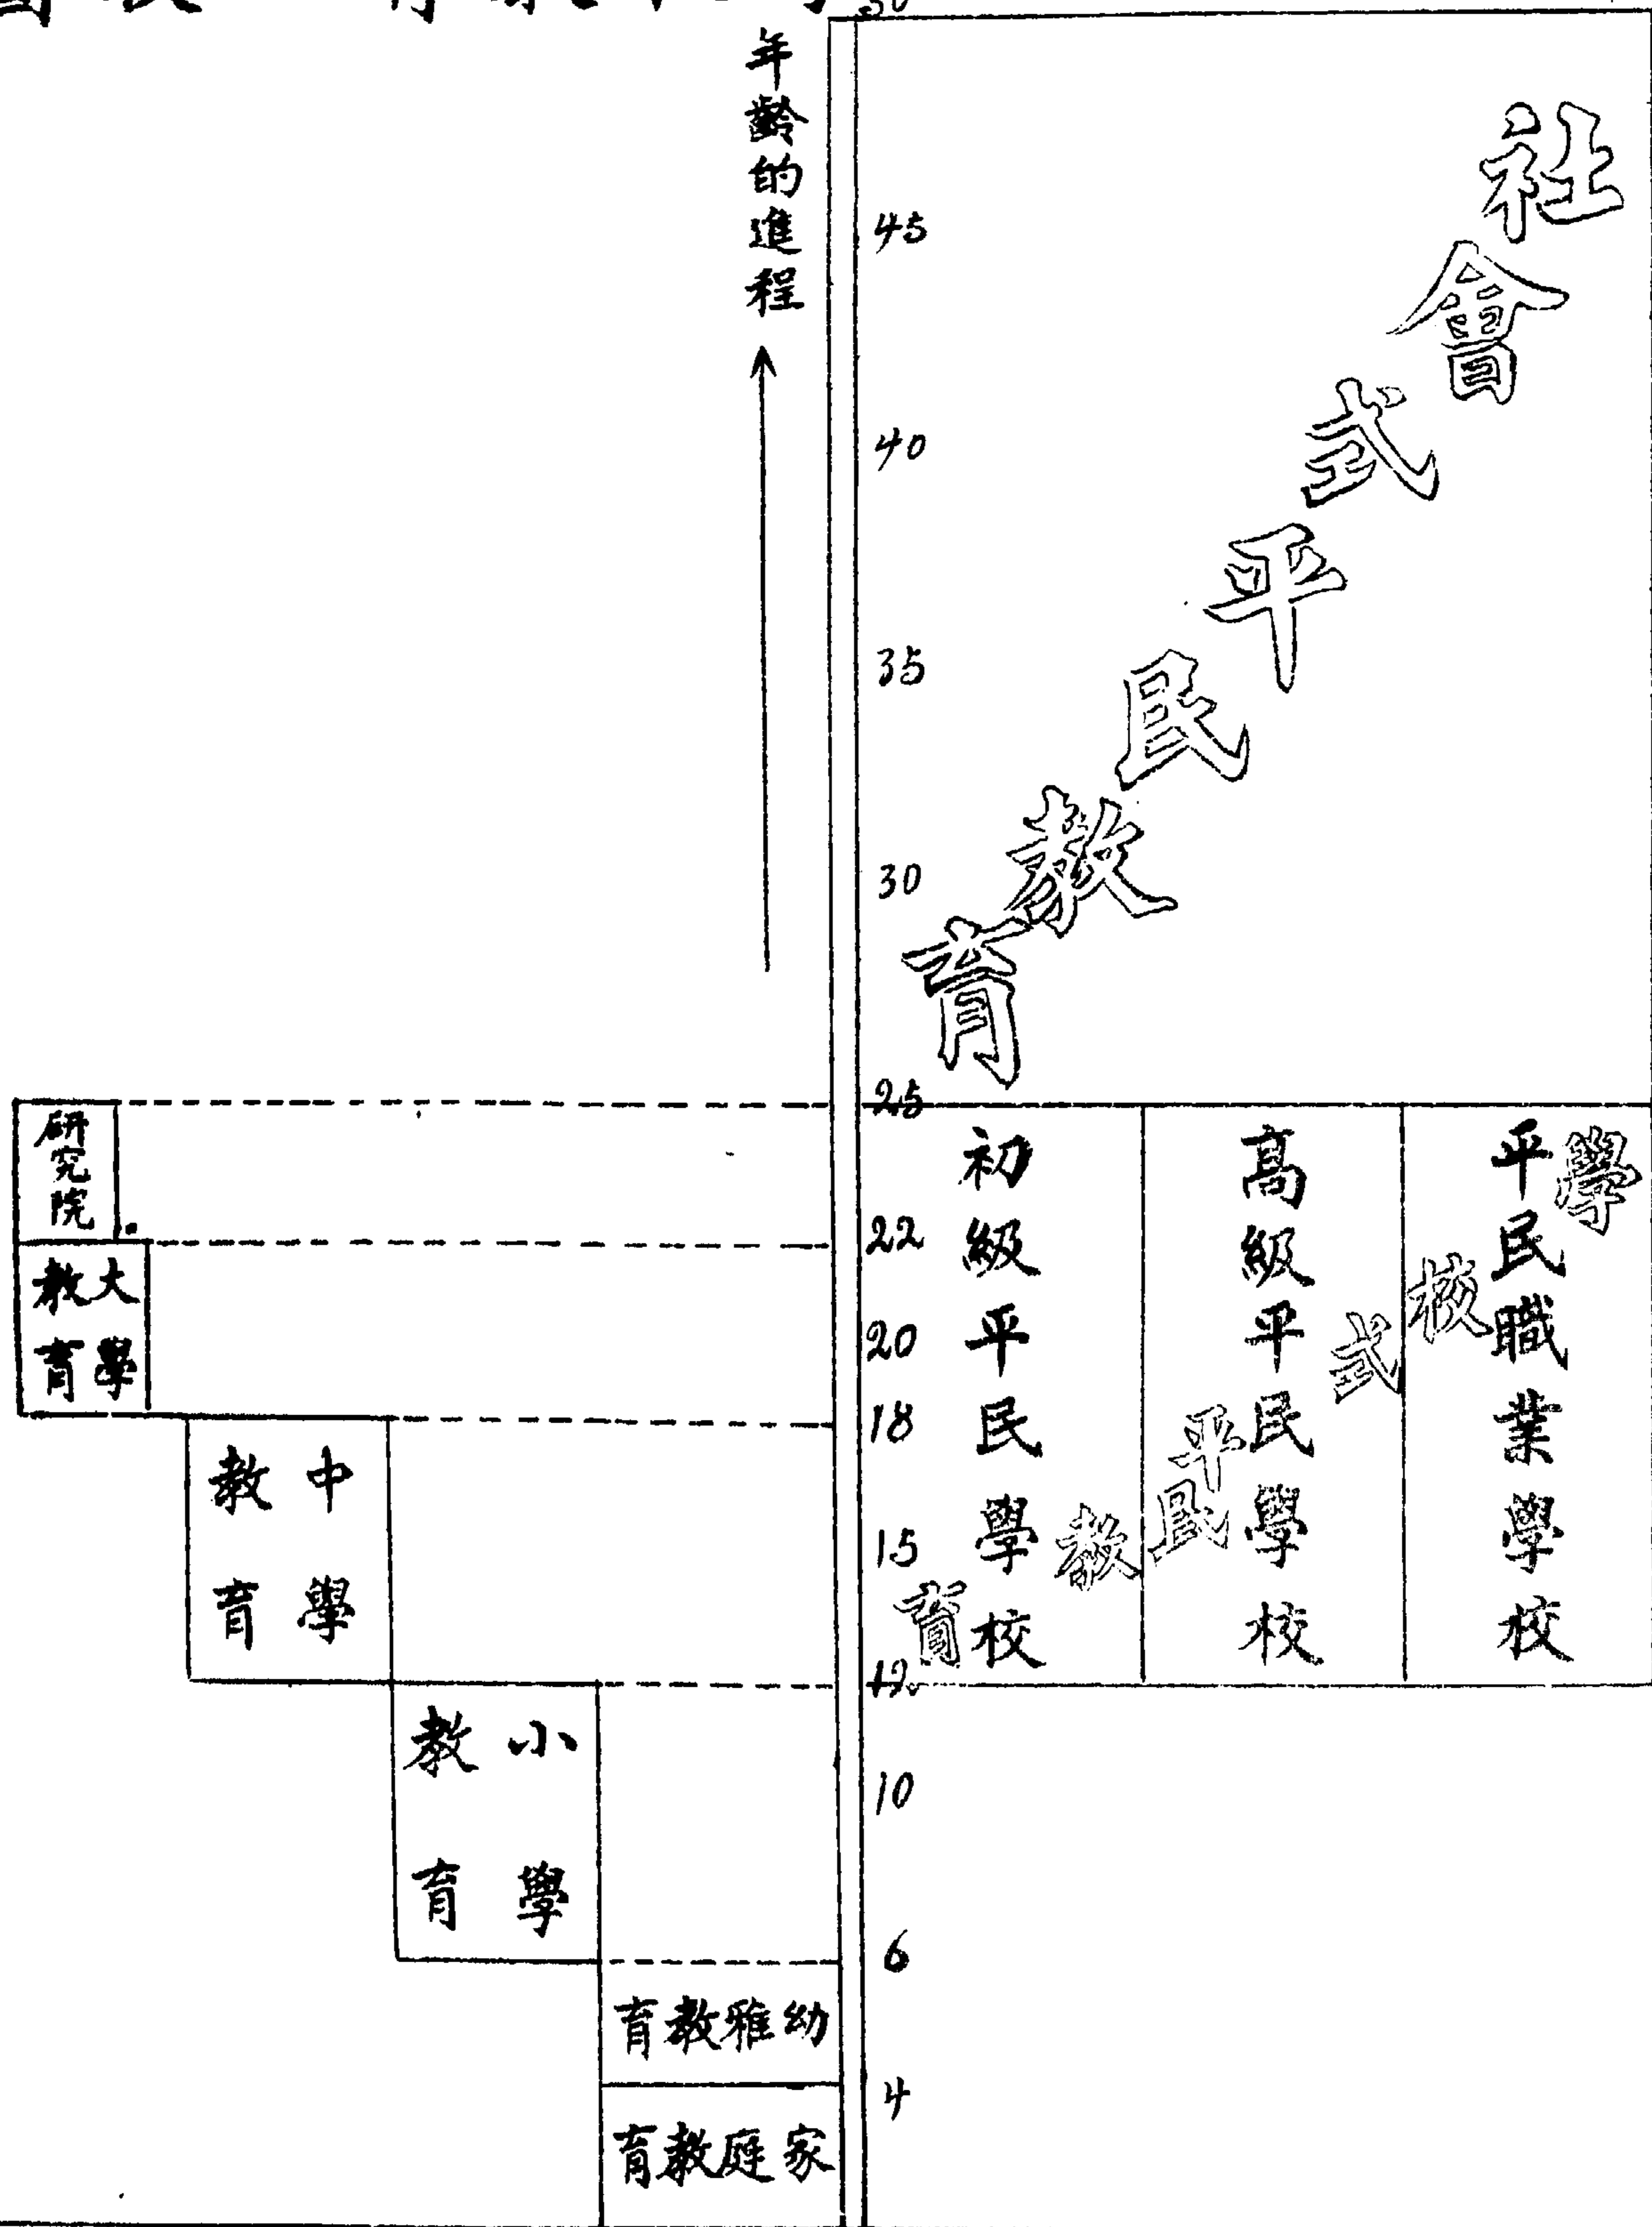 年齡的進程
45
40
35
30
25
22
20
18
15
12
10
6
4
社會式平民教育
學校式平民教育
平民職業學校
高級平民學校
初級平民學校
研究院
大學教育
中學教育
小學教育
幼雅教育
家庭教育